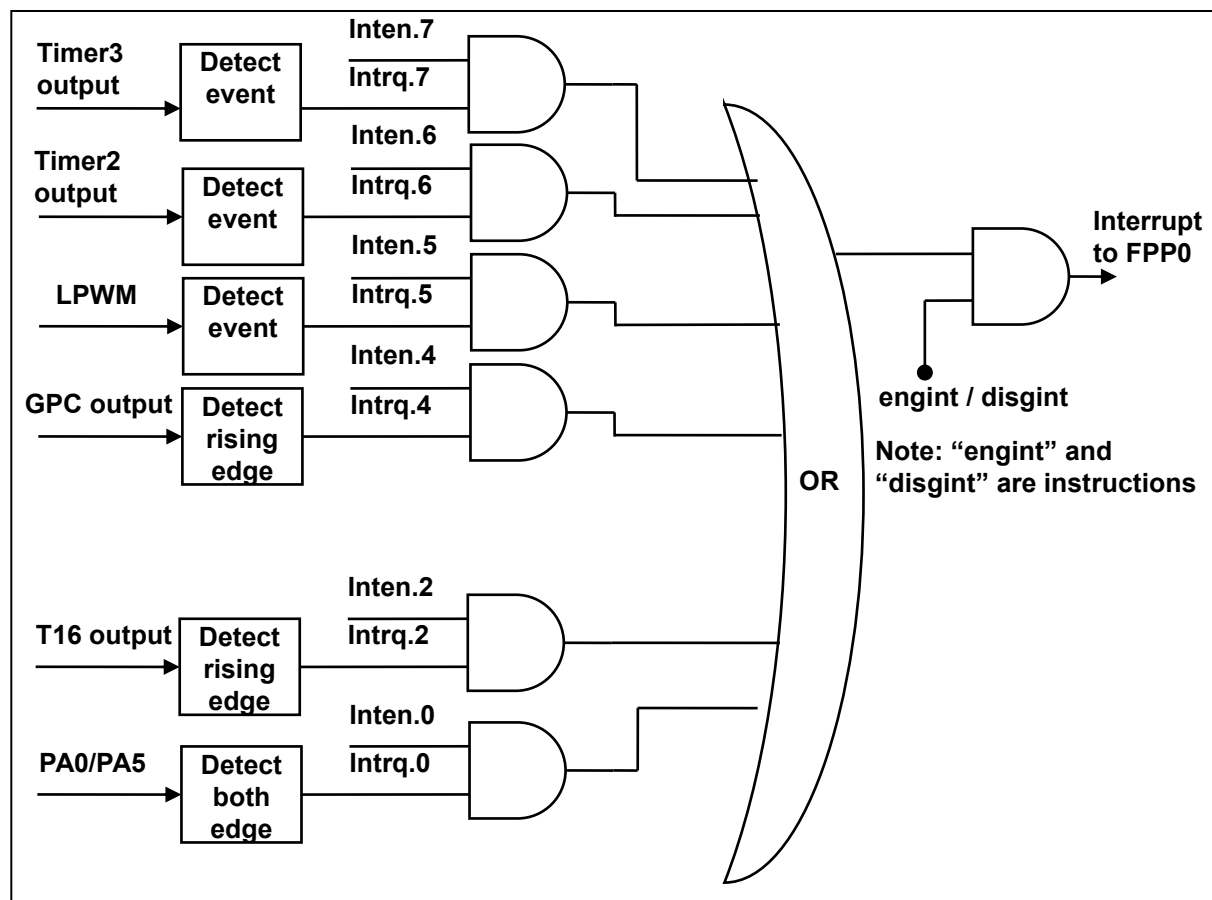 Timer3
output
Detect
event
Inten.7
Intrq.7
Timer2
output
Detect
event
Inten.6
Intrq.6
LPWM
Detect
event
Inten.5
Intrq.5
GPC output
Detect
rising
edge
Inten.4
Intrq.4
T16 output
Detect
rising
edge
Inten.2
Intrq.2
PA0/PA5
Detect
both
edge
Inten.0
Intrq.0
OR
Interrupt
to FPP0
engint / disgint
Note: “engint” and
“disgint” are instructions